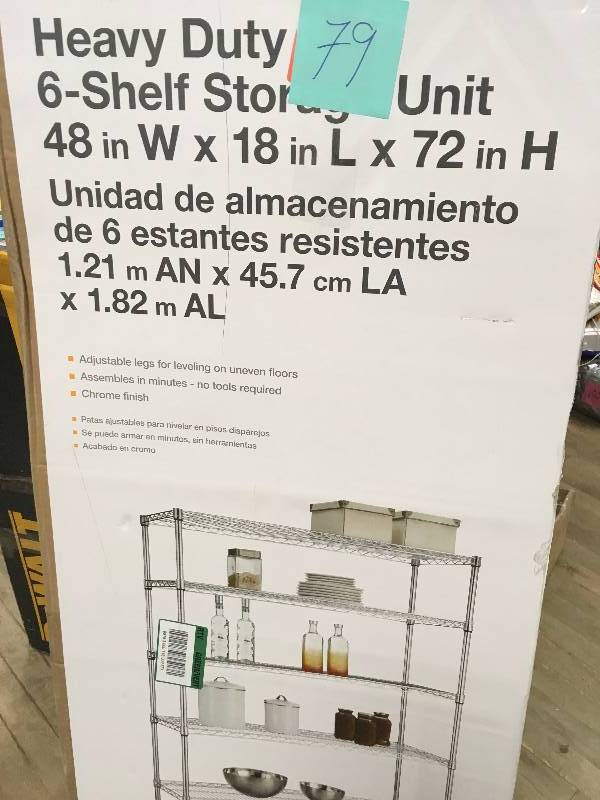 79
Heavy Duty
6-Shelf Storage Unit
48 in W x 18 in L x 72 in H
Unidad de almacenamiento
de 6 estantes resistentes
1.21 m AN x 45.7 cm LA
x 1.82 m AL
Adjustable legs for leveling on uneven floors
Assembles in minutes - no tools required
Chrome finish
Patas ajustables para nivelar en pisos disparejos
Se puede armar en minutos, sin herramientas
Acabado en cromo
RTV